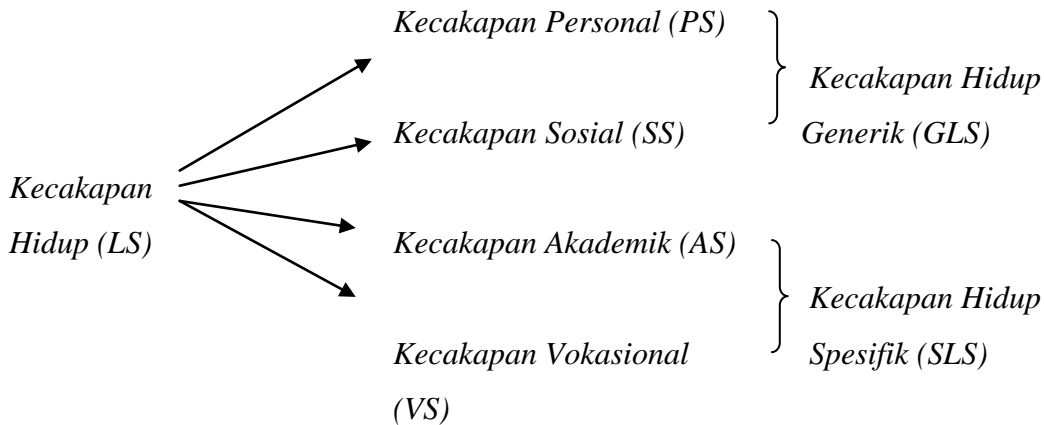 Kecakapan Personal (PS)
Kecakapan Hidup
Kecakapan Sosial (SS)
Generik (GLS)
Kecakapan
Hidup (LS)
Kecakapan Akademik (AS)
Kecakapan Hidup
Kecakapan Vokasional
Spesifik (SLS)
(VS)